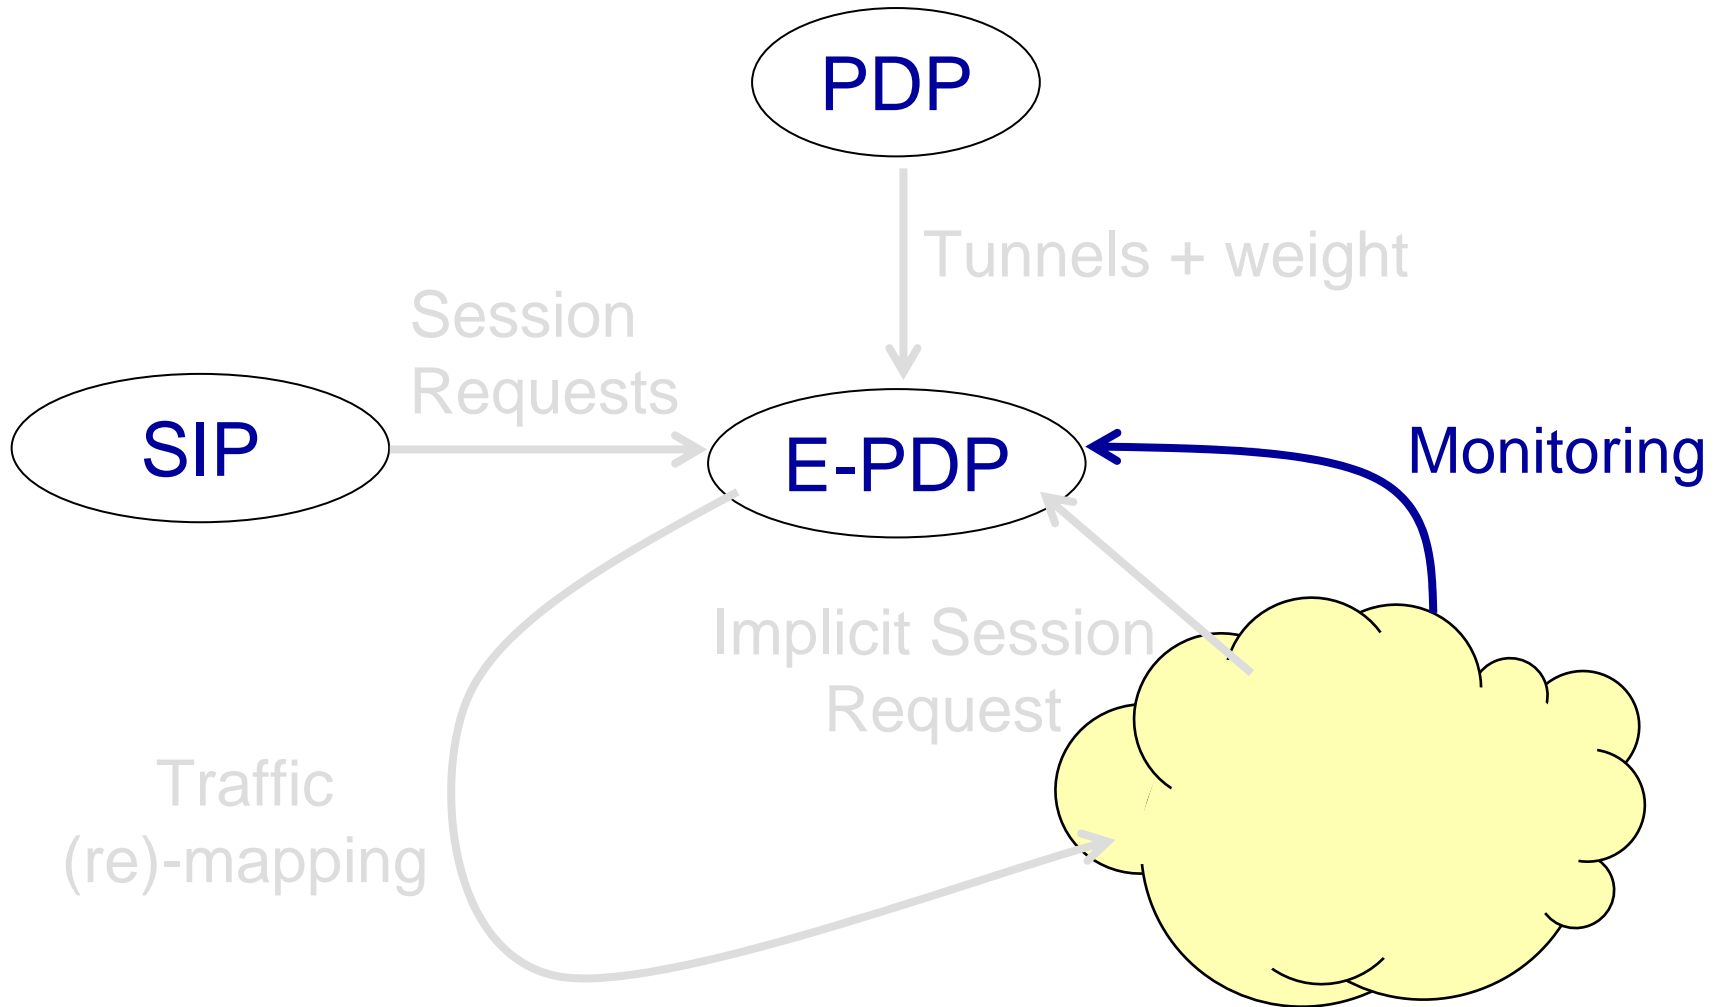 PDP
Tunnels + weight
Session
Requests
SIP
E-PDP
Monitoring
Implicit Session
Request
Traffic
(re)-mapping